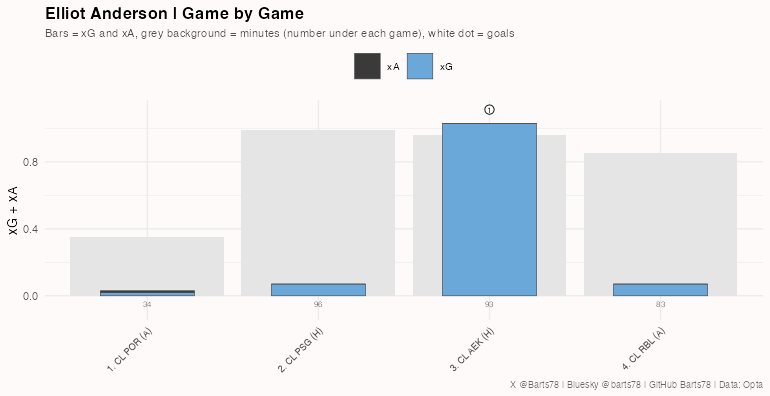 Elliot Anderson | Game by Game
Bars = xG and xA, grey background = minutes (number under each game), white dot = goals
xA xG
1
xG + xA
0.8
0.4
0.0
34 96 93 83
1. CL POR (A) 2. CL PSG (H) 3. CL AEK (H) 4. CL RBL (A)
X @Barts78 | Bluesky @barts78 | GitHub Barts78 | Data: Opta